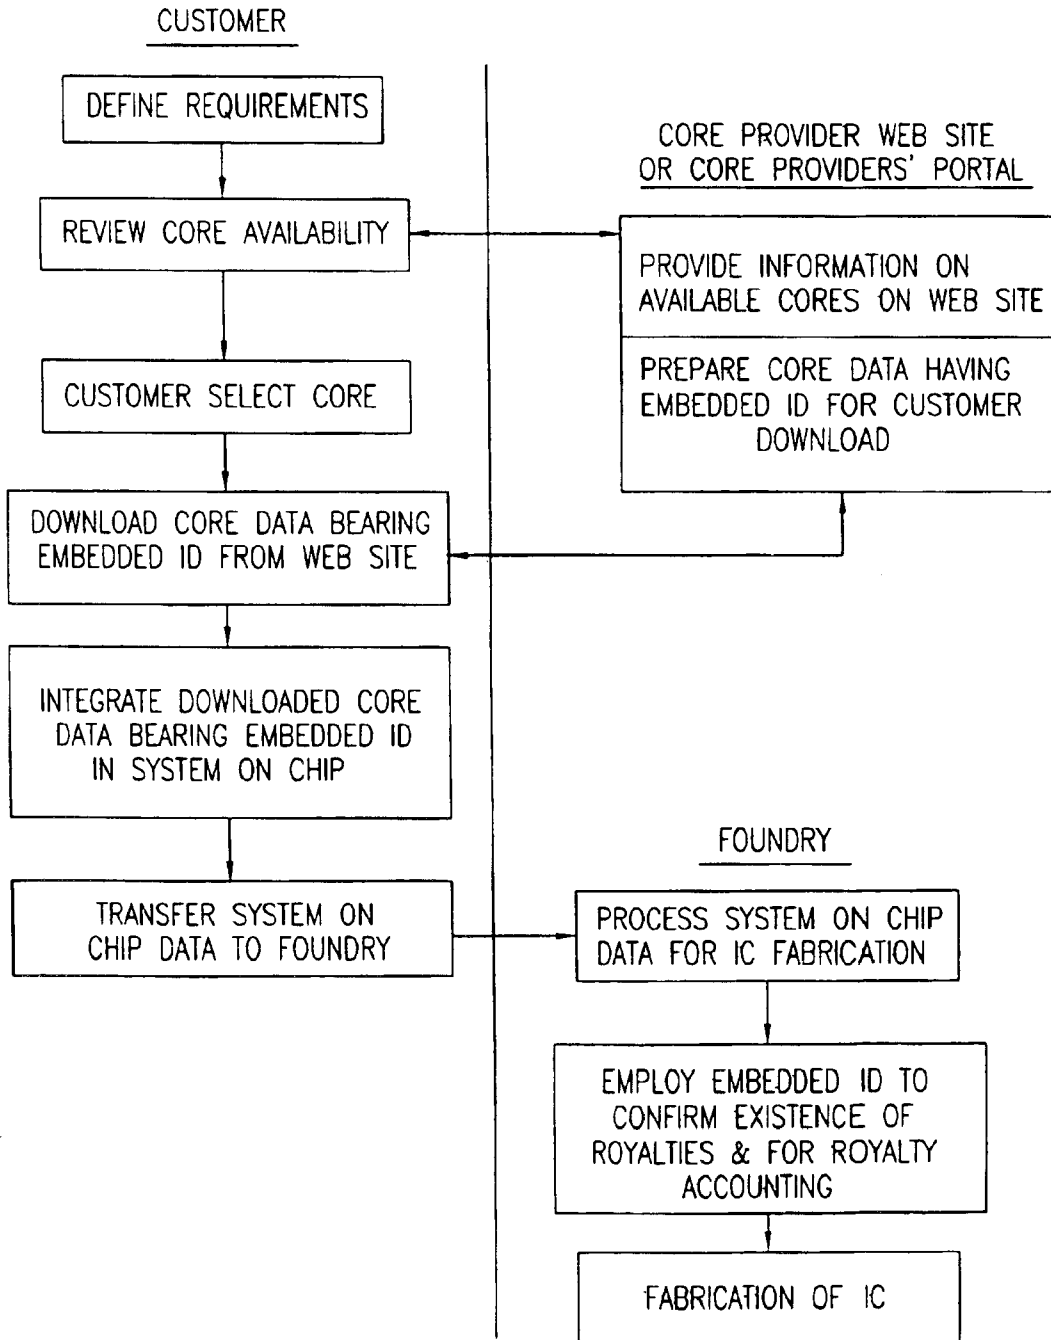 CUSTOMER
DEFINE REQUIREMENTS
REVIEW CORE AVAILABILITY
CUSTOMER SELECT CORE
DOWNLOAD CORE DATA BEARING
EMBEDDED ID FROM WEB SITE
INTEGRATE DOWNLOADED CORE
DATA BEARING EMBEDDED ID
IN SYSTEM ON CHIP
TRANSFER SYSTEM ON
CHIP DATA TO FOUNDRY
CORE PROVIDER WEB SITE
OR CORE PROVIDERS' PORTAL
PROVIDE INFORMATION ON
AVAILABLE CORES ON WEB SITE
PREPARE CORE DATA HAVING
EMBEDDED ID FOR CUSTOMER
DOWNLOAD
FOUNDRY
PROCESS SYSTEM ON CHIP
DATA FOR IC FABRICATION
EMPLOY EMBEDDED ID TO
CONFIRM EXISTENCE OF
ROYALTIES & FOR ROYALTY
ACCOUNTING
FABRICATION OF IC